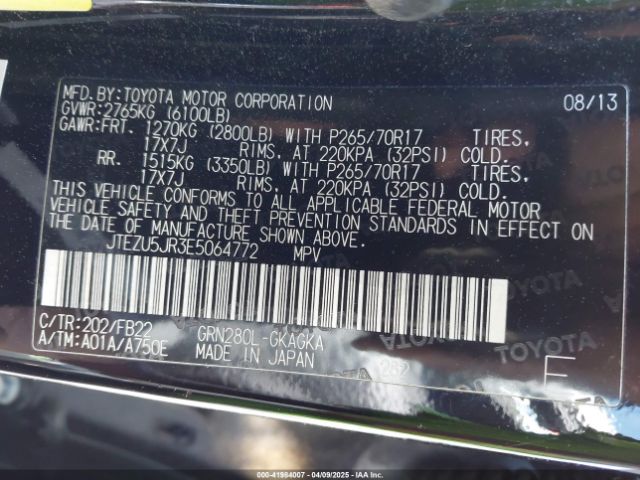 MFD. BY: TOYOTA MOTOR CORPORATION 08/13
GVWR: 2765KG (6100LB)
GAWR: FRT. 1270KG (2800LB) WITH P265/70R17 TIRES,
17X7J RIMS, AT 220KPA (32PSI) COLD.
RR. 1515KG (3350LB) WITH P265/70R17 TIRES,
17X7J RIMS, AT 220KPA (32PSI) COLD.
THIS VEHICLE CONFORMS TO ALL APPLICABLE FEDERAL MOTOR
VEHICLE SAFETY AND THEFT PREVENTION STANDARDS IN EFFECT ON
THE DATE OF MANUFACTURE SHOWN ABOVE.
JTEZU5JR3E5064772 MPV
C/TR: 202/FB22 GRN280L-GKAGKA
A/TM: A01A/A750E MADE IN JAPAN
287
E
TOYOTA
TOYOTA
000-41984007 - 04/09/2025 - IAAI.COM